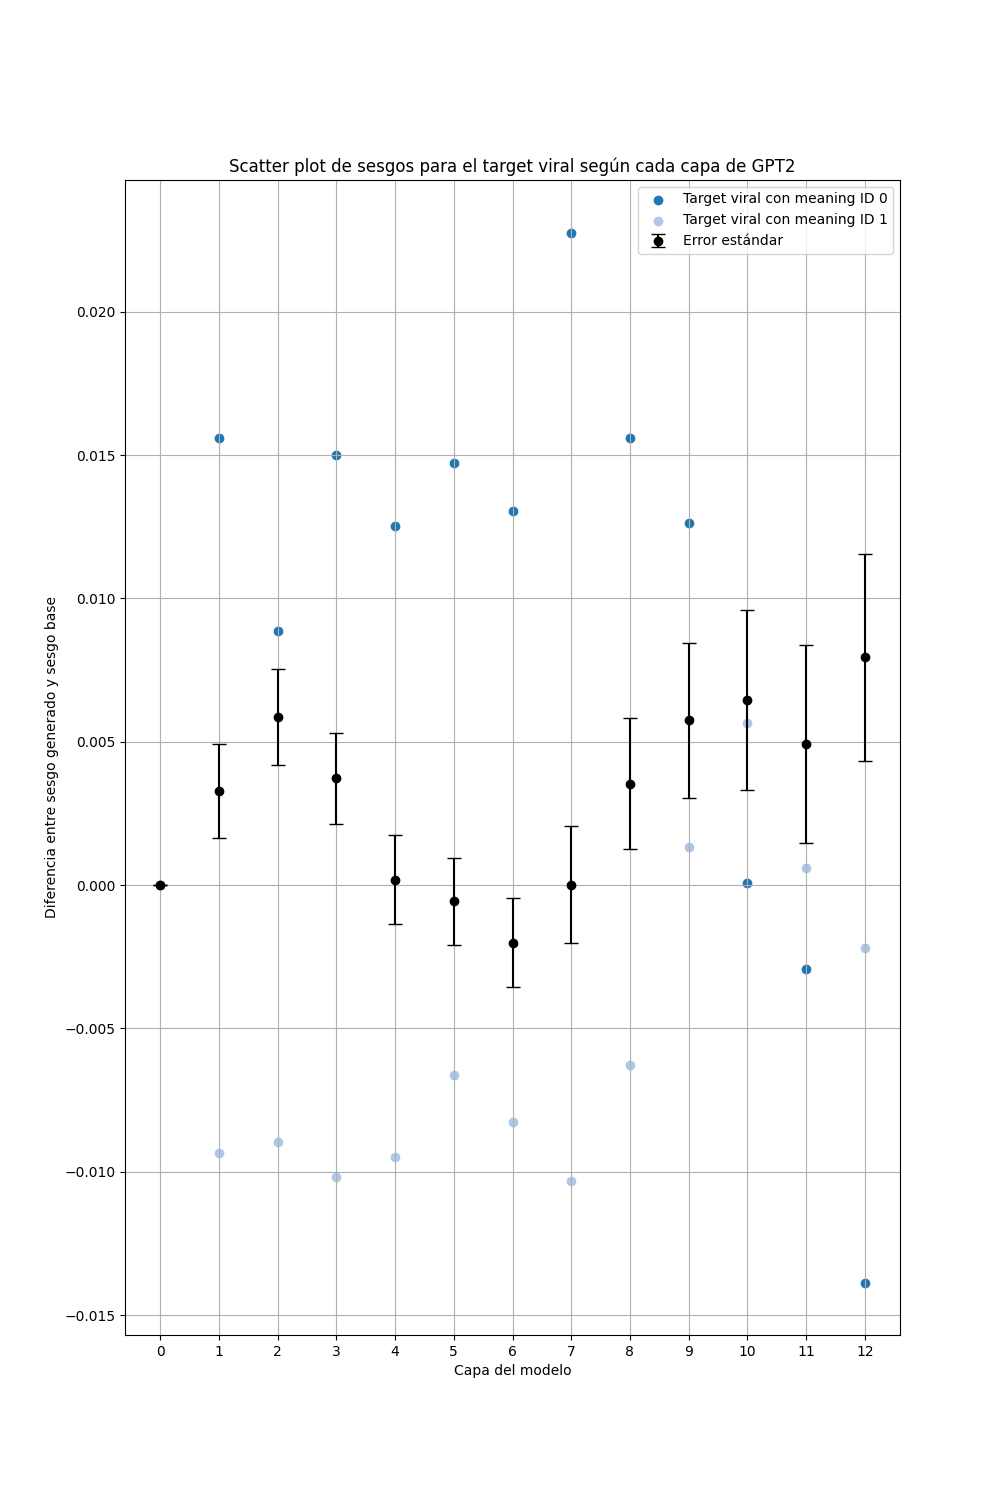 Scatter plot de sesgos para el target viral según cada capa de GPT2
Target viral con meaning ID 0
Target viral con meaning ID 1
Error estándar
Diferencia entre sesgo generado y sesgo base
0.020
0.015
0.010
0.005
0.000
−0.005
−0.010
−0.015
0 1 2 3 4 5 6 7 8 9 10 11 12
Capa del modelo